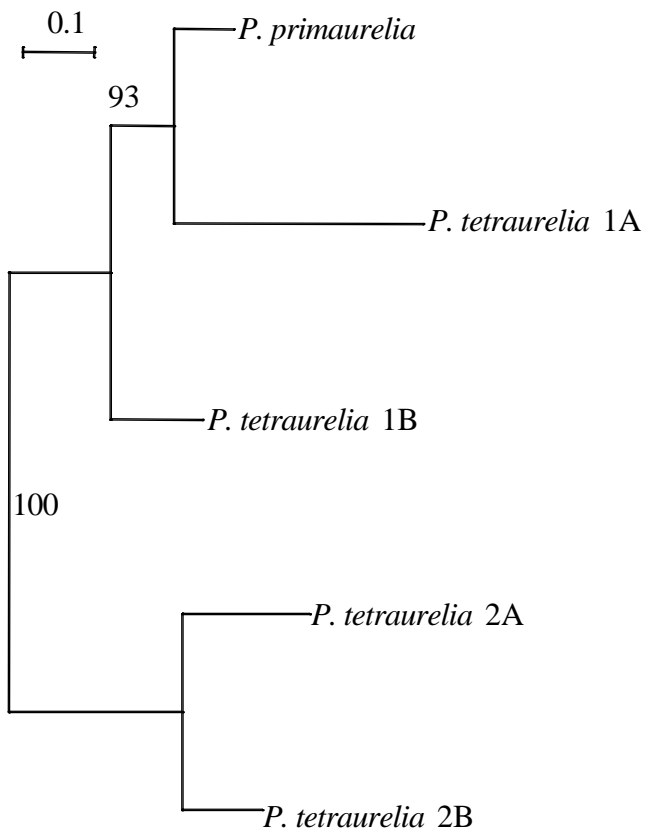 0.1
P. primaurelia
93
P. tetraurelia 1A
P. tetraurelia 1B
100
P. tetraurelia 2A
P. tetraurelia 2B